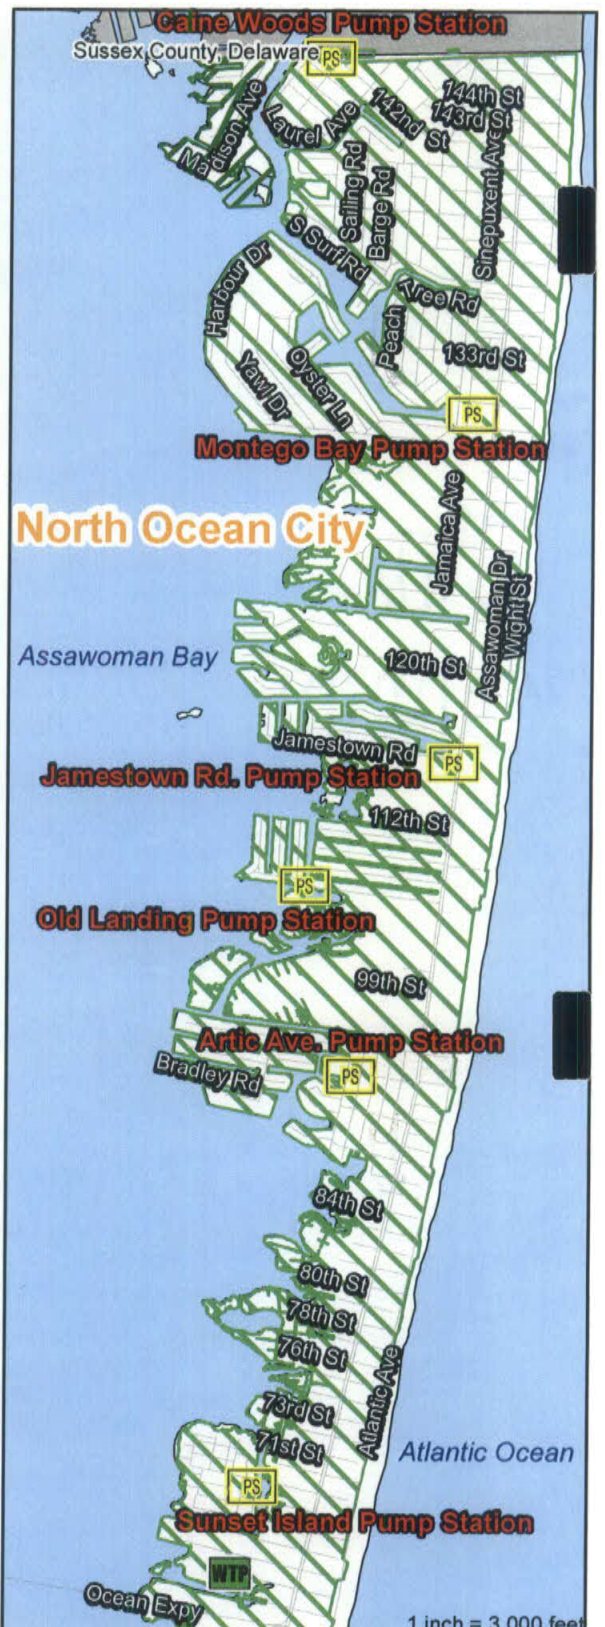 Caine Woods Pump Station
Sussex County, Delaware
PS
144th St
143rd St
142nd St
Madison Ave
Laurel Ave
Sinepuxent Ave
Sailing Rd
Barge Rd
S Surf Rd
Harbour Dr
Peach Tree Rd
133rd St
Oyster Ln
Yawl Dr
PS
Montego Bay Pump Station
Jamaica Ave
North Ocean City
Assawoman Dr
Wight St
Assawoman Bay
120th St
Jamestown Rd
PS
Jamestown Rd. Pump Station
112th St
PS
Old Landing Pump Station
99th St
Artic Ave. Pump Station
Bradley Rd
PS
84th St
80th St
78th St
76th St
Atlantic Ave
73rd St
71st St
Atlantic Ocean
PS
Sunset Island Pump Station
WTP
Ocean Expy
1 inch = 3,000 feet